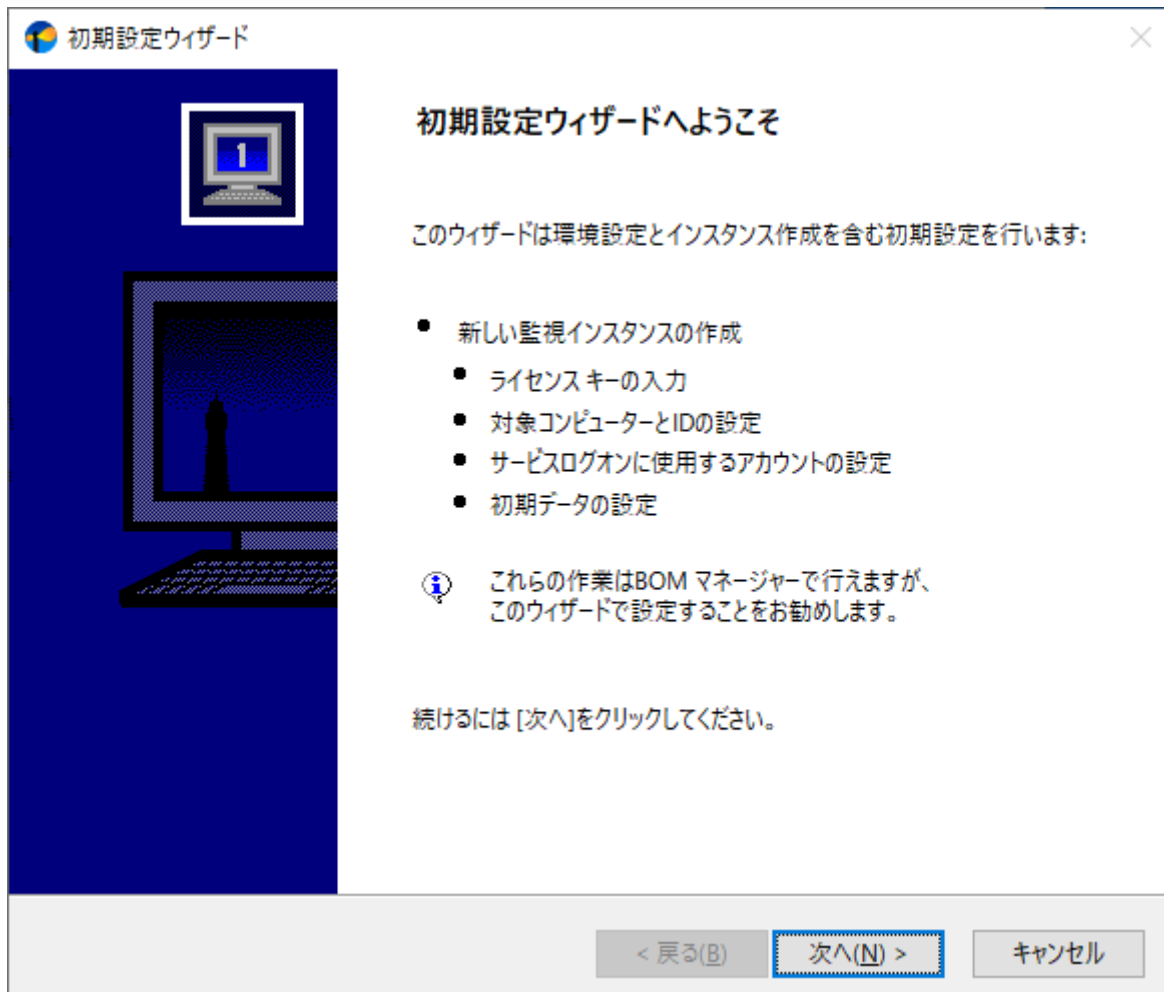 初期設定ウィザード
1
初期設定ウィザードへようこそ
このウィザードは環境設定とインスタンス作成を含む初期設定を行います:
● 新しい監視インスタンスの作成
● ライセンス キーの入力
● 対象コンピューターとIDの設定
● サービスログオンに使用するアカウントの設定
● 初期データの設定
これらの作業はBOM マネージャーで行えますが、
このウィザードで設定することをお勧めします。
続けるには [次へ]をクリックしてください。
< 戻る(B) 次へ(N) > キャンセル